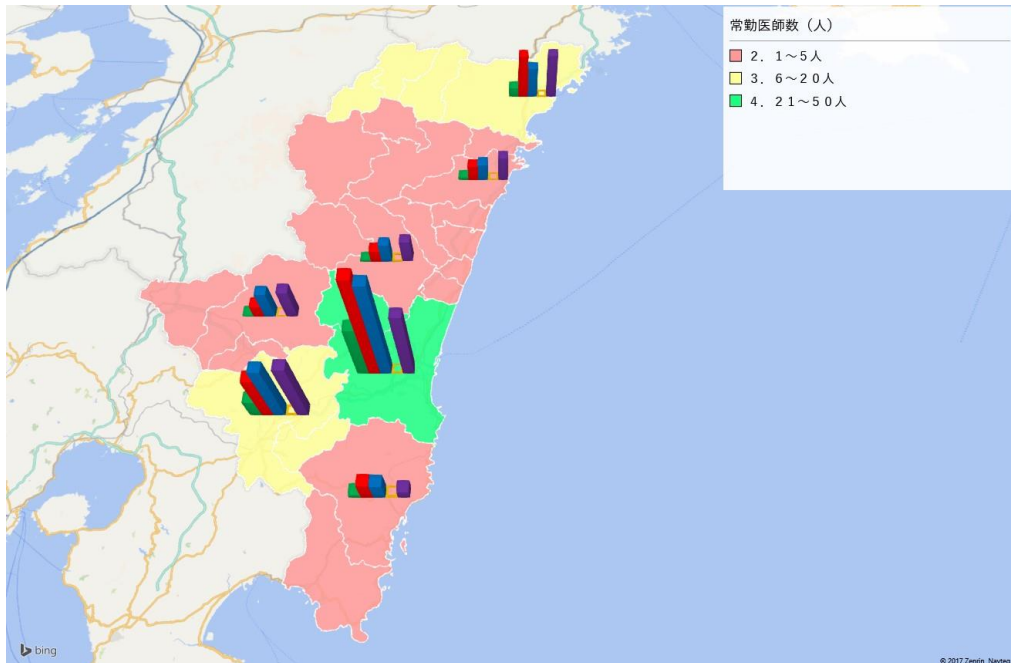 常勤医師数（人）
２．１～５人
３．６～２０人
４．２１～５０人
bing
© 2017 Zenrin, Navteq